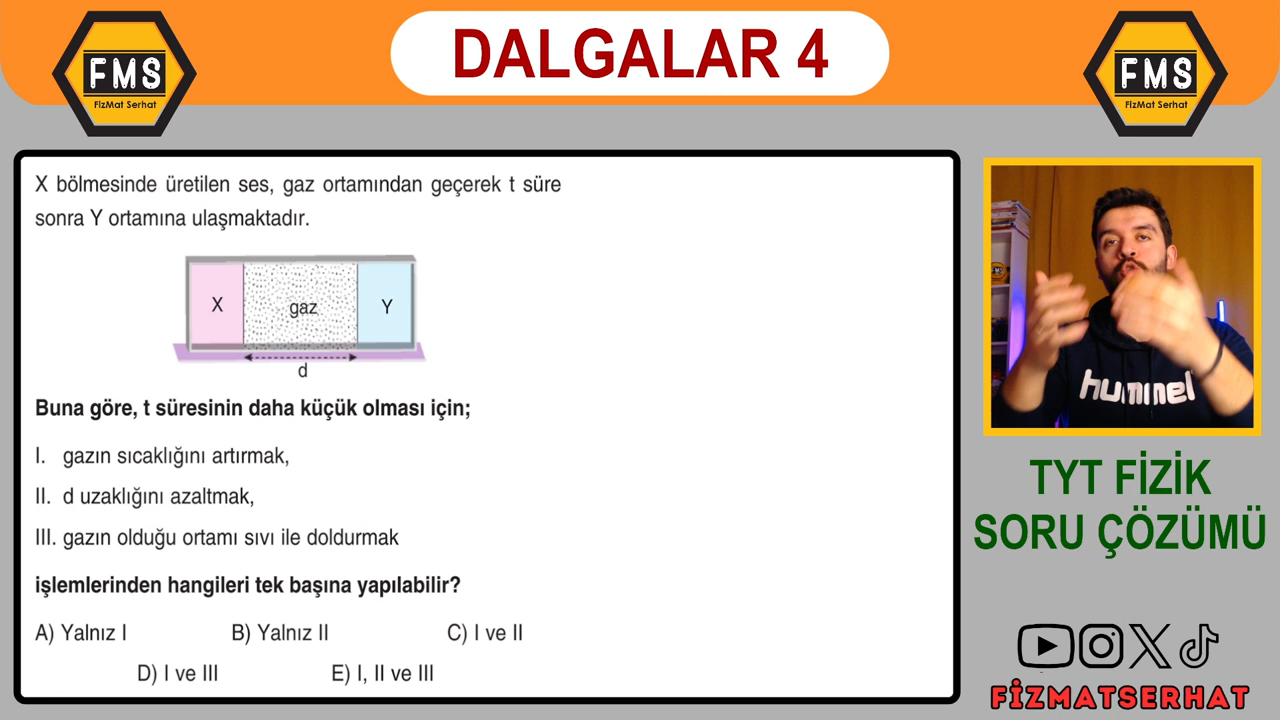 FMS
FizMat Serhat
DALGALAR 4
FMS
FizMat Serhat
X bölmesinde üretilen ses, gaz ortamından geçerek t süre
sonra Y ortamına ulaşmaktadır.
X gaz Y
d
Buna göre, t süresinin daha küçük olması için;
I. gazın sıcaklığını artırmak,
II. d uzaklığını azaltmak,
III. gazın olduğu ortamı sıvı ile doldurmak
işlemlerinden hangileri tek başına yapılabilir?
A) Yalnız I B) Yalnız II C) I ve II
D) I ve III E) I, II ve III
hummel
TYT FİZİK
SORU ÇÖZÜMÜ
FİZMATSERHAT